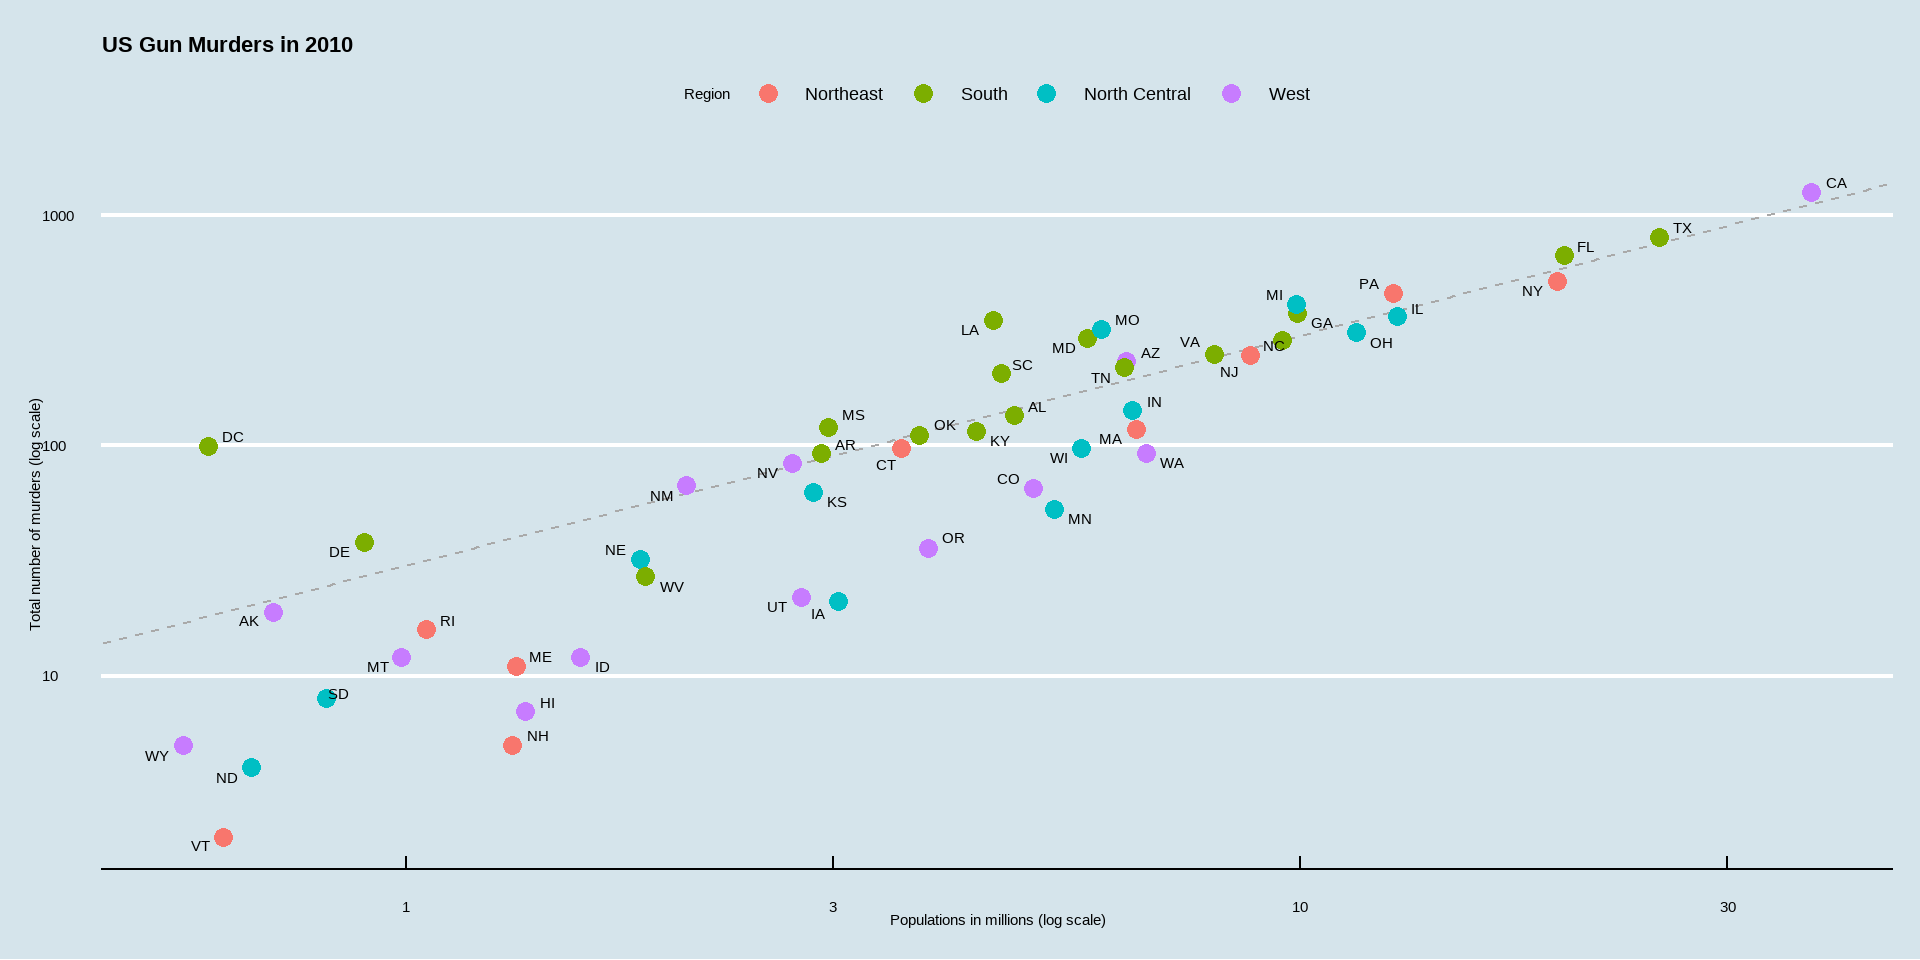 US Gun Murders in 2010
Region Northeast South North Central West
CA
1000
TX
FL
PA
NY
MI
IL
LA
MO
GA
MD
VA
NC
OH
AZ
SC
NJ
TN
IN
AL
MS
OK
DC
MA
KY
100
AR
WI
WA
CT
NV
CO
NM
KS
MN
OR
NE
DE
WV
UT
IA
AK
RI
ME
MT
ID
10
SD
HI
NH
WY
ND
VT
Total number of murders (log scale)
1 3 10 30
Populations in millions (log scale)